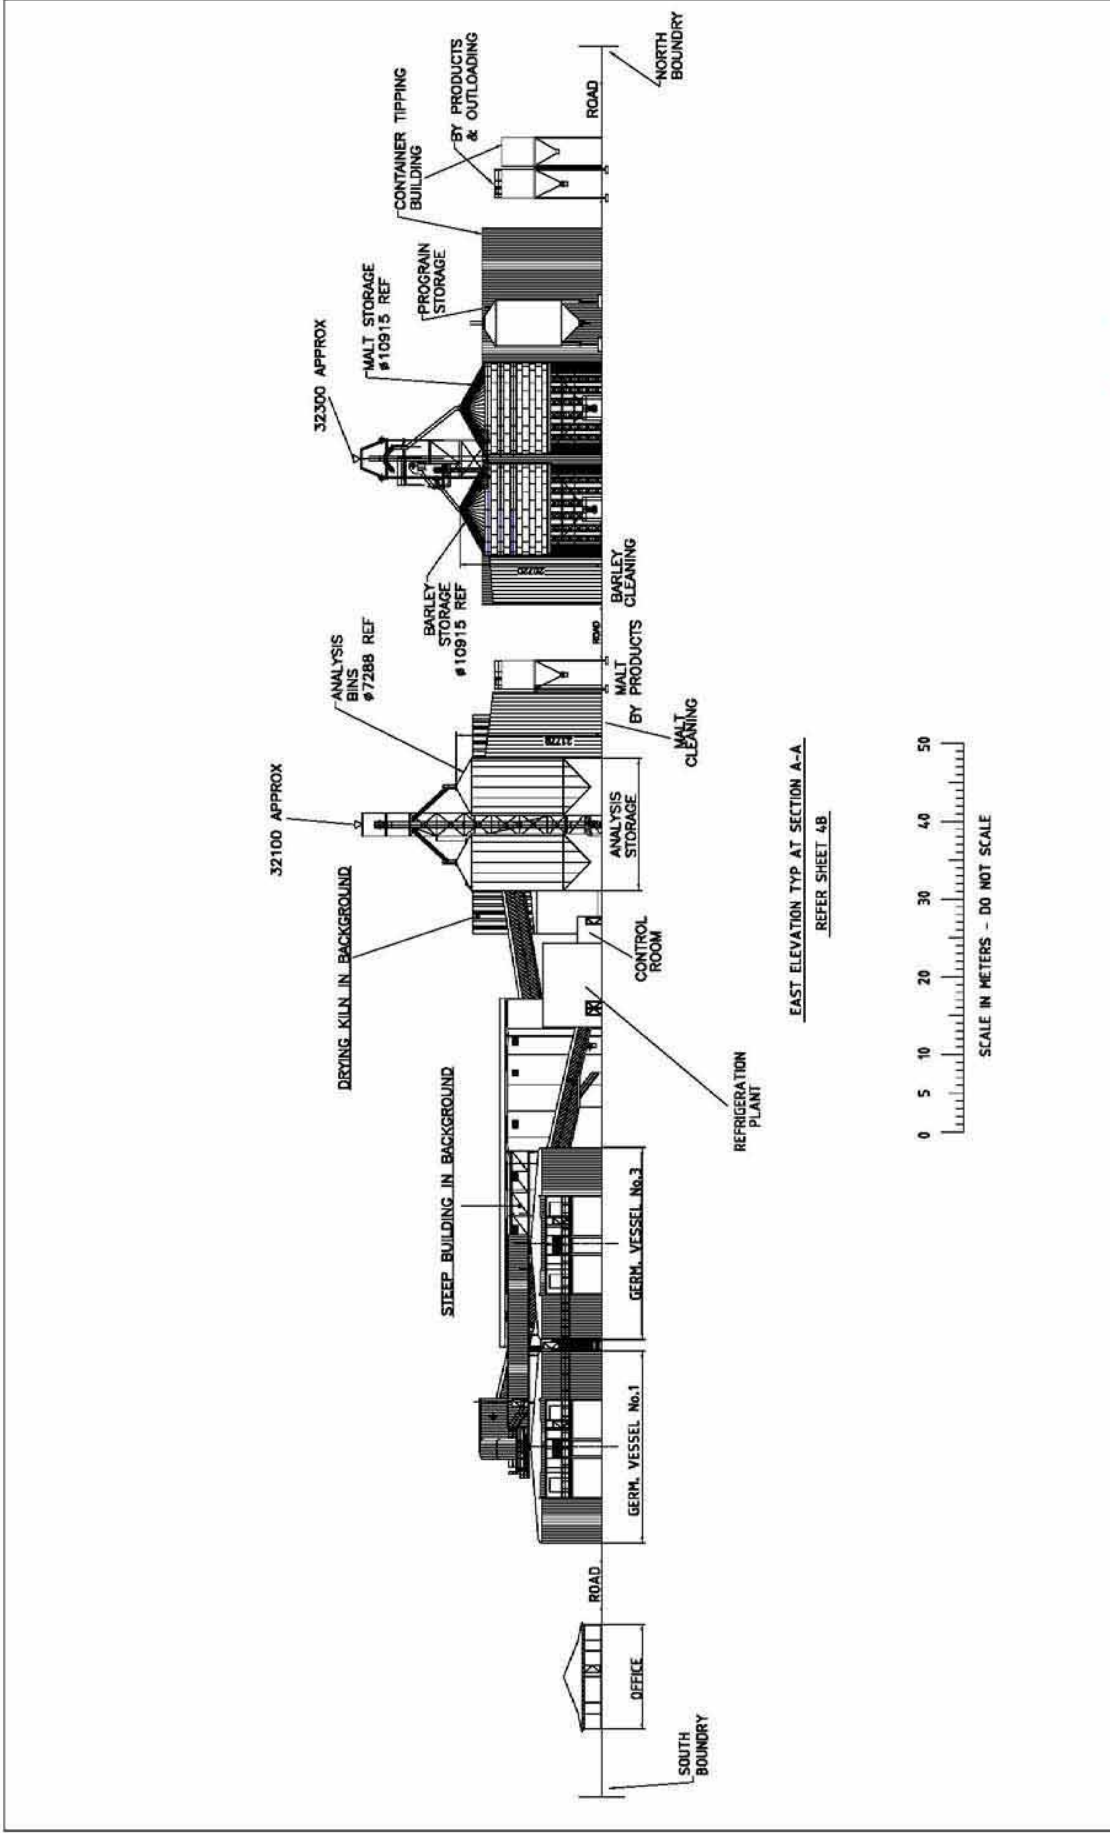 32300 APPROX
MALT STORAGE
ø10915 REF
PROGRAIN
STORAGE
CONTAINER TIPPING
BUILDING
BY PRODUCTS
& OUTLOADING
ROAD
NORTH
BOUNDRY
32100 APPROX
ANALYSIS
BINS
ø7288 REF
BARLEY
STORAGE
ø10915 REF
20720
BARLEY
CLEANING
ROAD
MALT
BY PRODUCTS
21779
MALT
CLEANING
ANALYSIS
STORAGE
DRYING KILN IN BACKGROUND
CONTROL
ROOM
STEEP BUILDING IN BACKGROUND
REFRIGERATION
PLANT
GERM. VESSEL No.3
GERM. VESSEL No.1
ROAD
OFFICE
SOUTH
BOUNDRY
EAST ELEVATION TYP AT SECTION A-A
REFER SHEET 4B
0 5 10 20 30 40 50
SCALE IN METERS - DO NOT SCALE